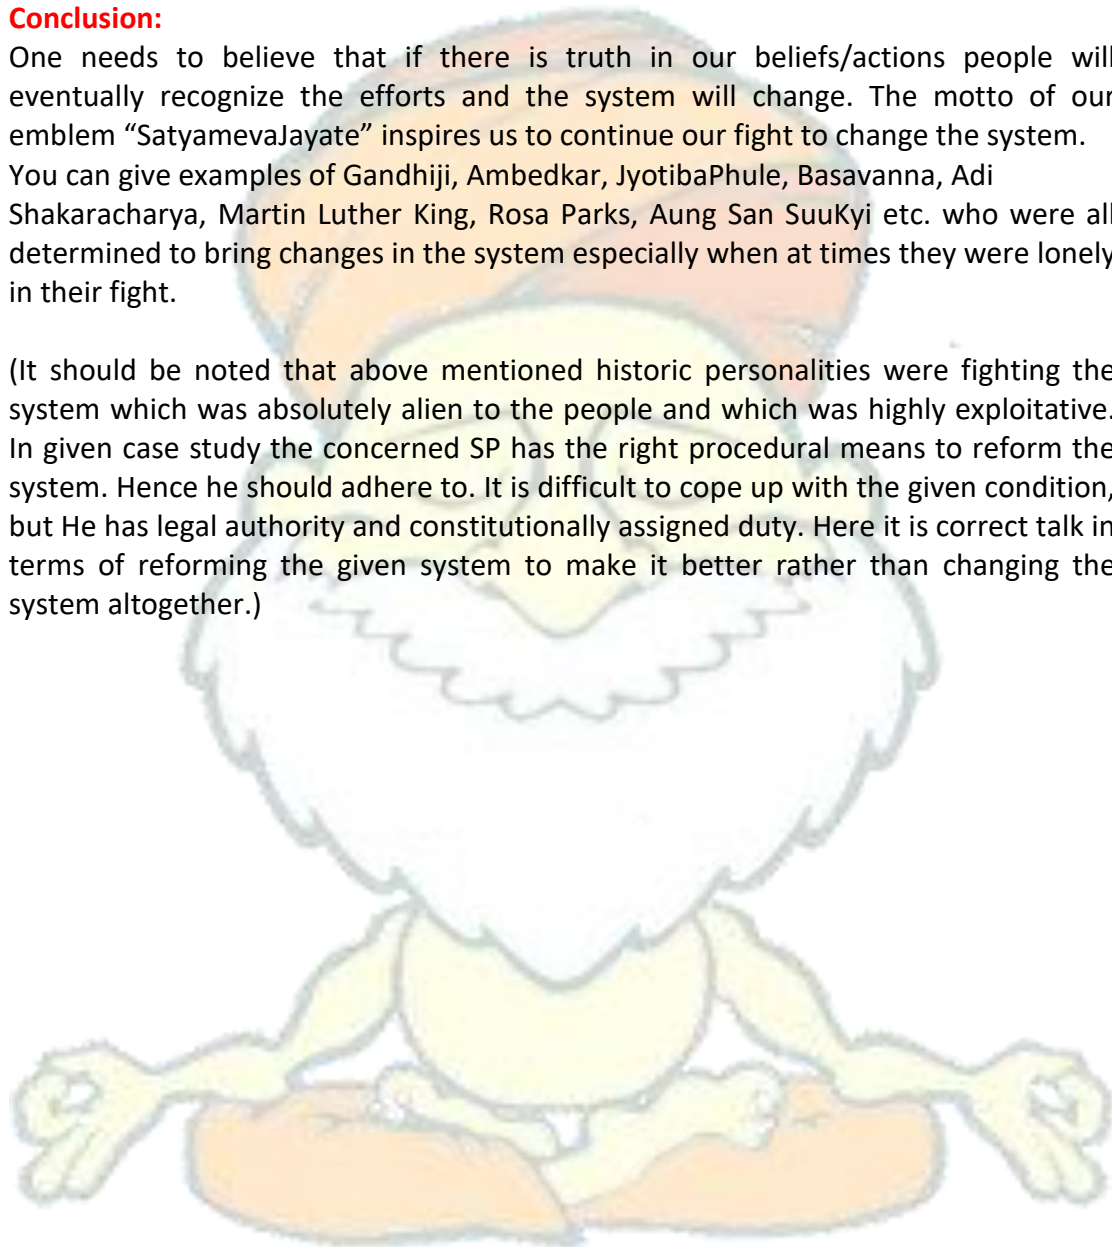 Conclusion:
One needs to believe that if there is truth in our beliefs/actions people will
eventually recognize the efforts and the system will change. The motto of our
emblem “SatyamevaJayate” inspires us to continue our fight to change the system.
You can give examples of Gandhiji, Ambedkar, JyotibaPhule, Basavanna, Adi
Shakaracharya, Martin Luther King, Rosa Parks, Aung San SuuKyi etc. who were all
determined to bring changes in the system especially when at times they were lonely
in their fight.
(It should be noted that above mentioned historic personalities were fighting the
system which was absolutely alien to the people and which was highly exploitative.
In given case study the concerned SP has the right procedural means to reform the
system. Hence he should adhere to. It is difficult to cope up with the given condition,
but He has legal authority and constitutionally assigned duty. Here it is correct talk in
terms of reforming the given system to make it better rather than changing the
system altogether.)